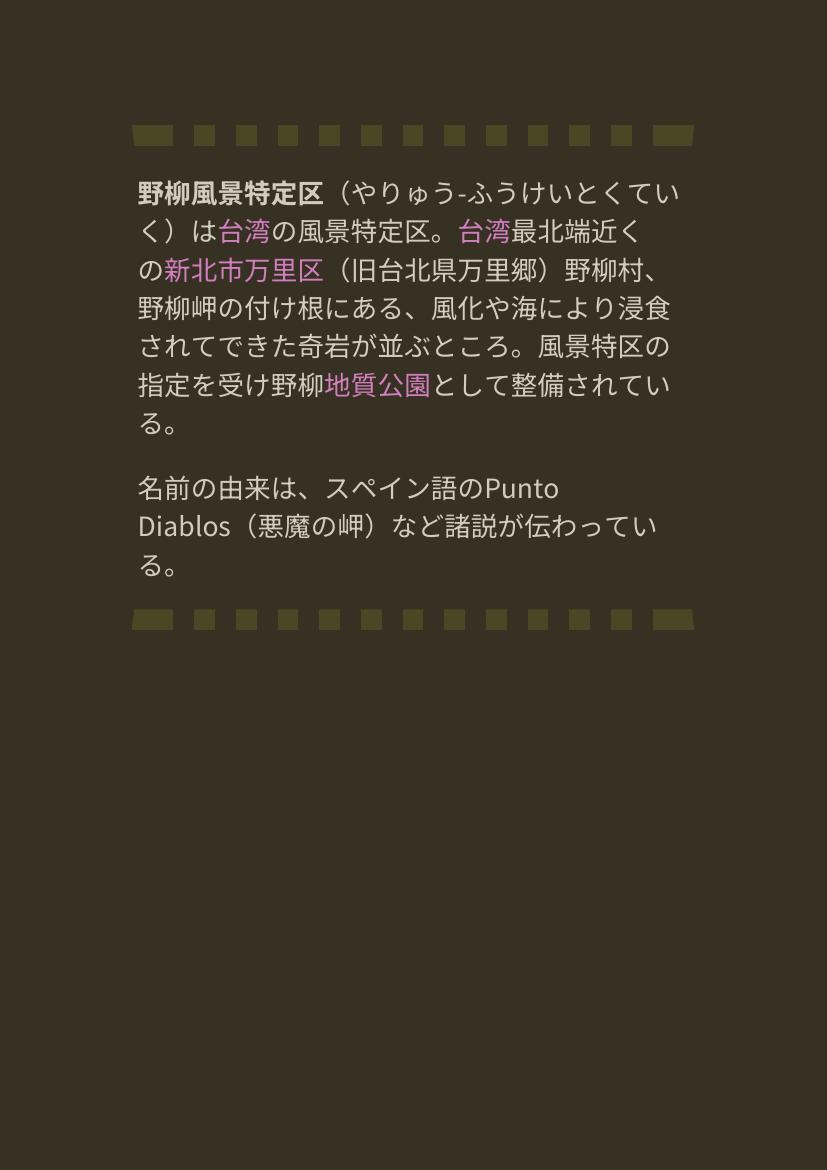 野柳風景特定区（やりゅう-ふうけいとくてい
く）は台湾の風景特定区。台湾最北端近く
の新北市万里区（旧台北県万里郷）野柳村、
野柳岬の付け根にある、風化や海により浸食
されてできた奇岩が並ぶところ。風景特区の
指定を受け野柳地質公園として整備されてい
る。
名前の由来は、スペイン語のPunto
Diablos（悪魔の岬）など諸説が伝わってい
る。